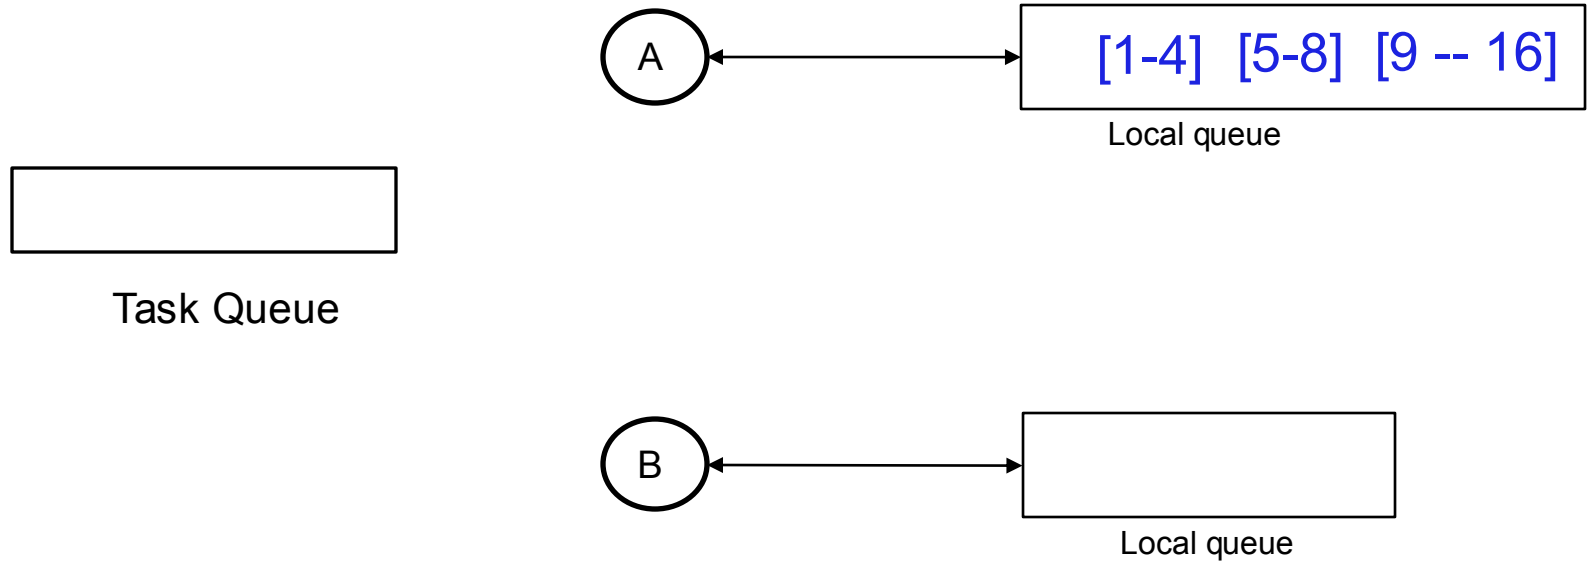 A
[1-4] [5-8] [9 -- 16]
Local queue
Task Queue
B
Local queue